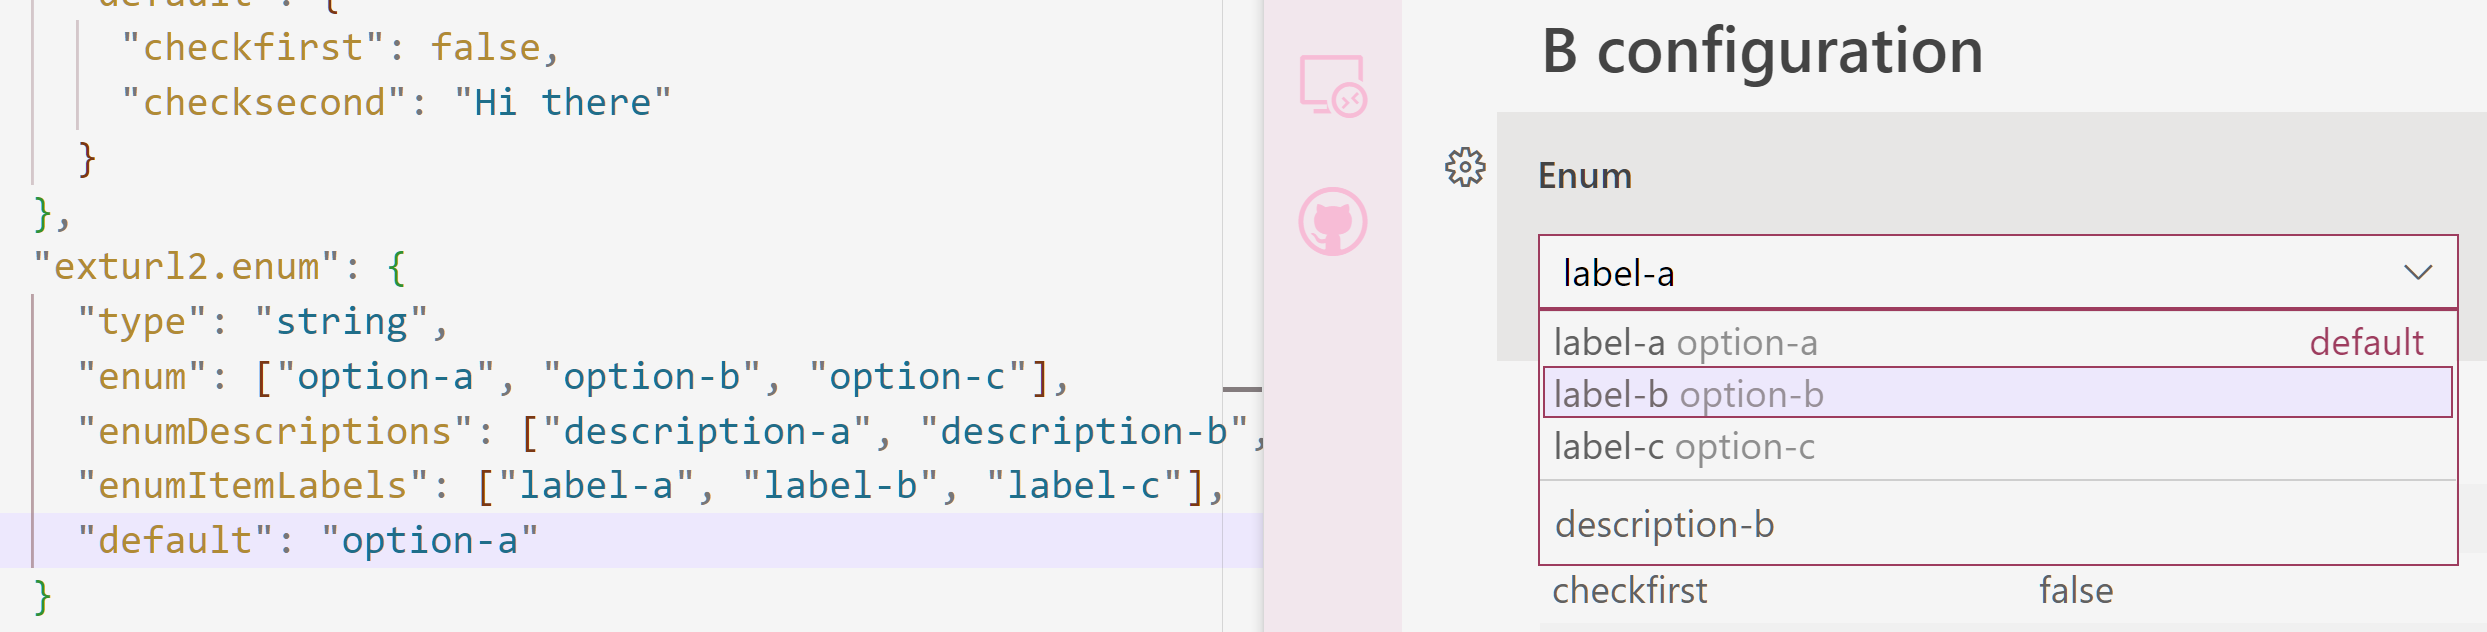 "default": {
"checkfirst": false,
"checksecond": "Hi there"
}
},
"exturl2.enum": {
"type": "string",
"enum": ["option-a", "option-b", "option-c"],
"enumDescriptions": ["description-a", "description-b",
"enumItemLabels": ["label-a", "label-b", "label-c"],
"default": "option-a"
}
B configuration
Enum
label-a
label-a option-a default
label-b option-b
label-c option-c
description-b
checkfirst false